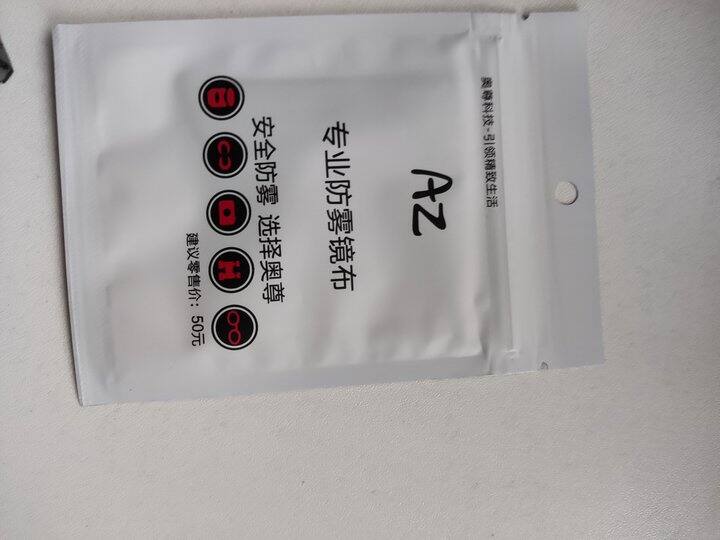 奥尊科技·引领精致生活
AZ
专业防雾镜布
安全防雾 选择奥尊
建议零售价：50元